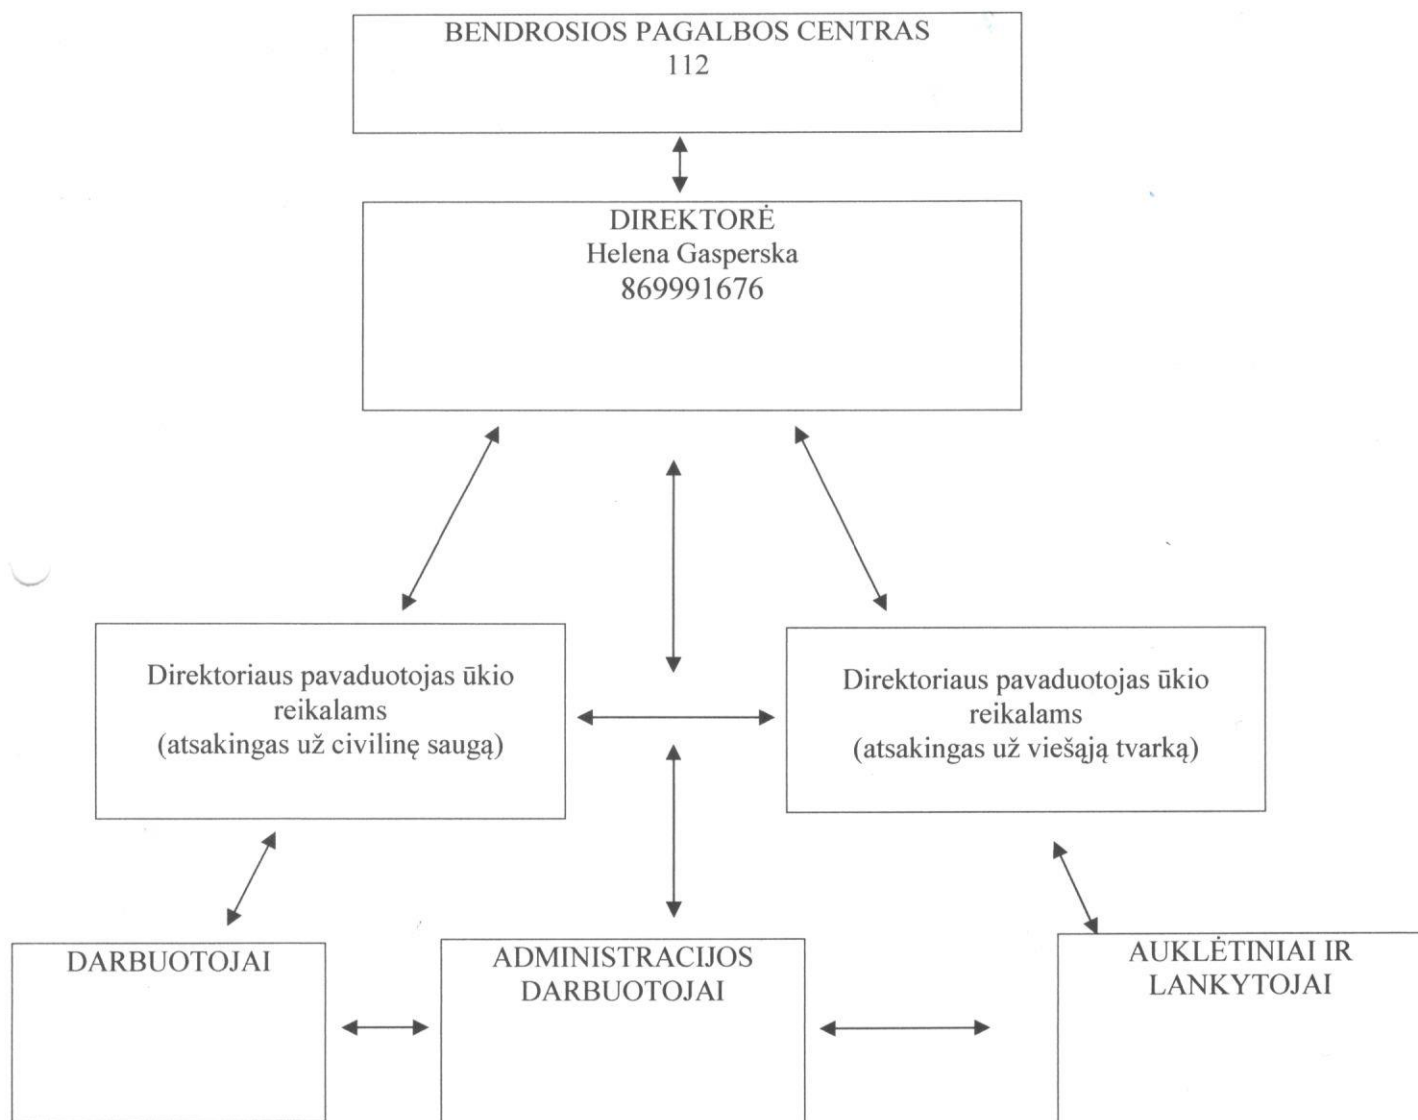 BENDROSIOS PAGALBOS CENTRAS
112
DIREKTORĖ
Helena Gasperska
869991676
Direktoriaus pavaduotojas ūkio
reikalams
(atsakingas už civilinę saugą)
Direktoriaus pavaduotojas ūkio
reikalams
(atsakingas už viešąją tvarką)
DARBUOTOJAI
ADMINISTRACIJOS
DARBUOTOJAI
AUKLĖTINIAI IR
LANKYTOJAI